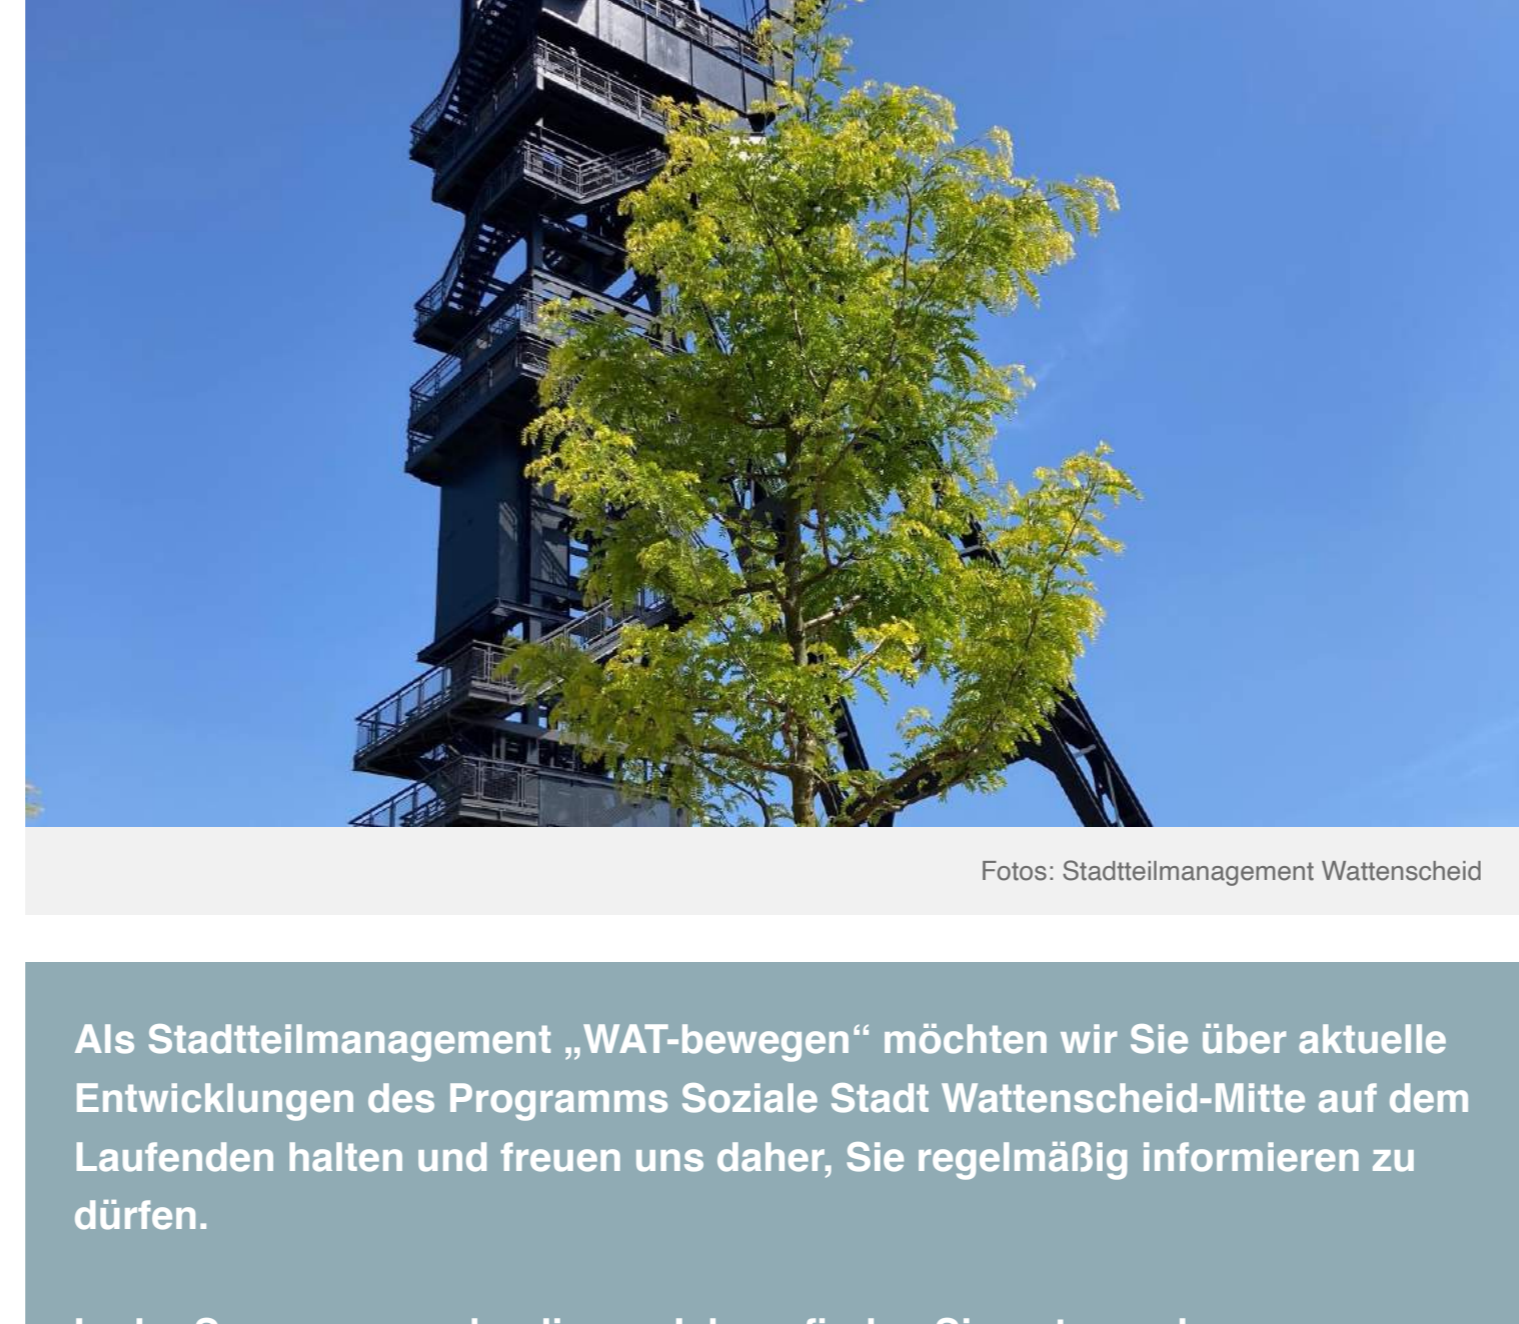 Fotos: Stadtteilmanagement Wattenscheid
Als Stadtteilmanagement „WAT-bewegen“ möchten wir Sie über aktuelle
Entwicklungen des Programms Soziale Stadt Wattenscheid-Mitte auf dem
Laufenden halten und freuen uns daher, Sie regelmäßig informieren zu
dürfen.